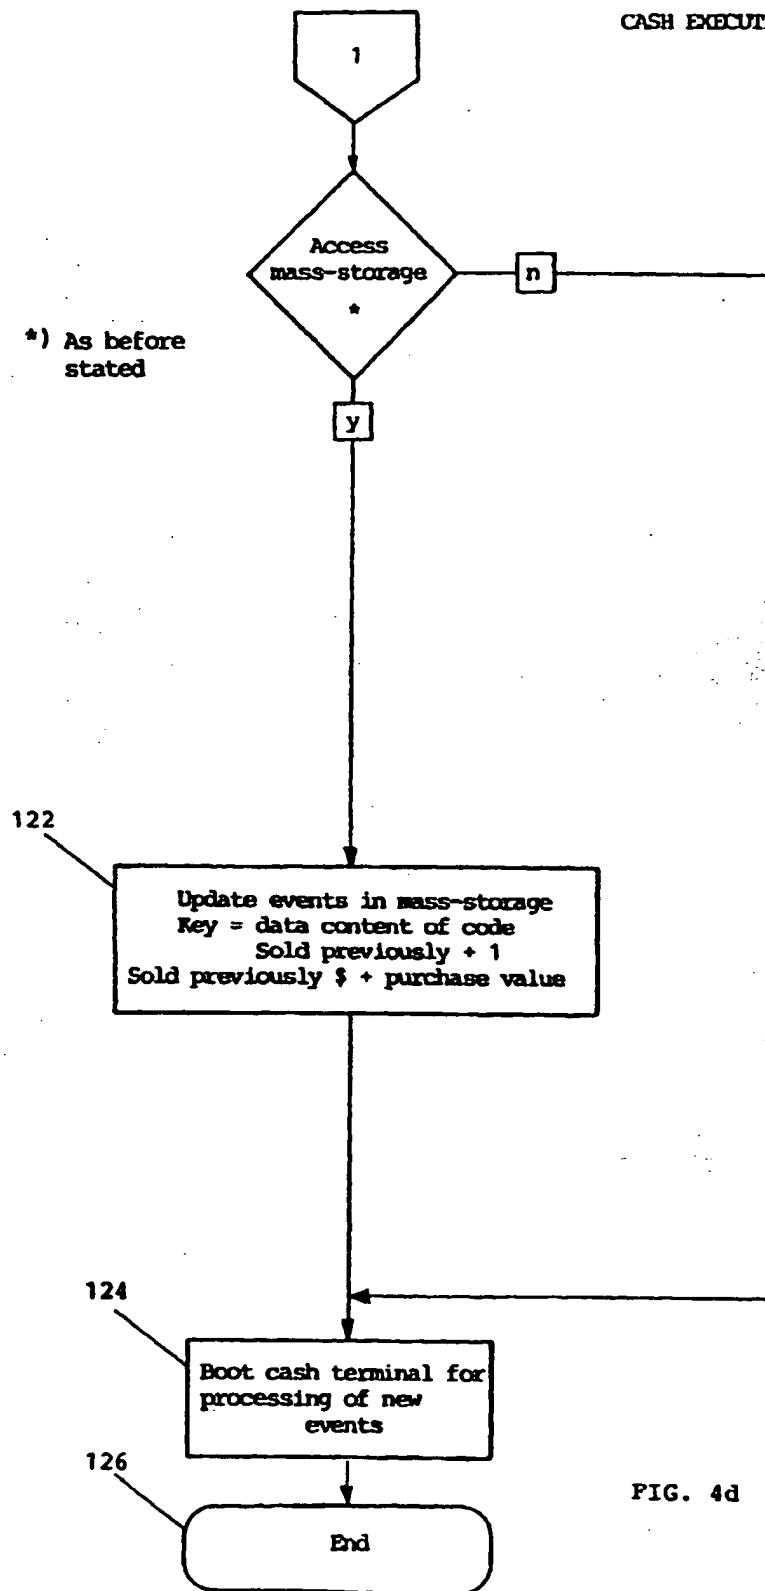 CASH EXECUT
1
Access
mass-storage
*
n
*) As before
stated
y
122
Update events in mass-storage
Key = data content of code
Sold previously + 1
Sold previously $ + purchase value
124
Boot cash terminal for
processing of new
events
126
End
FIG. 4d